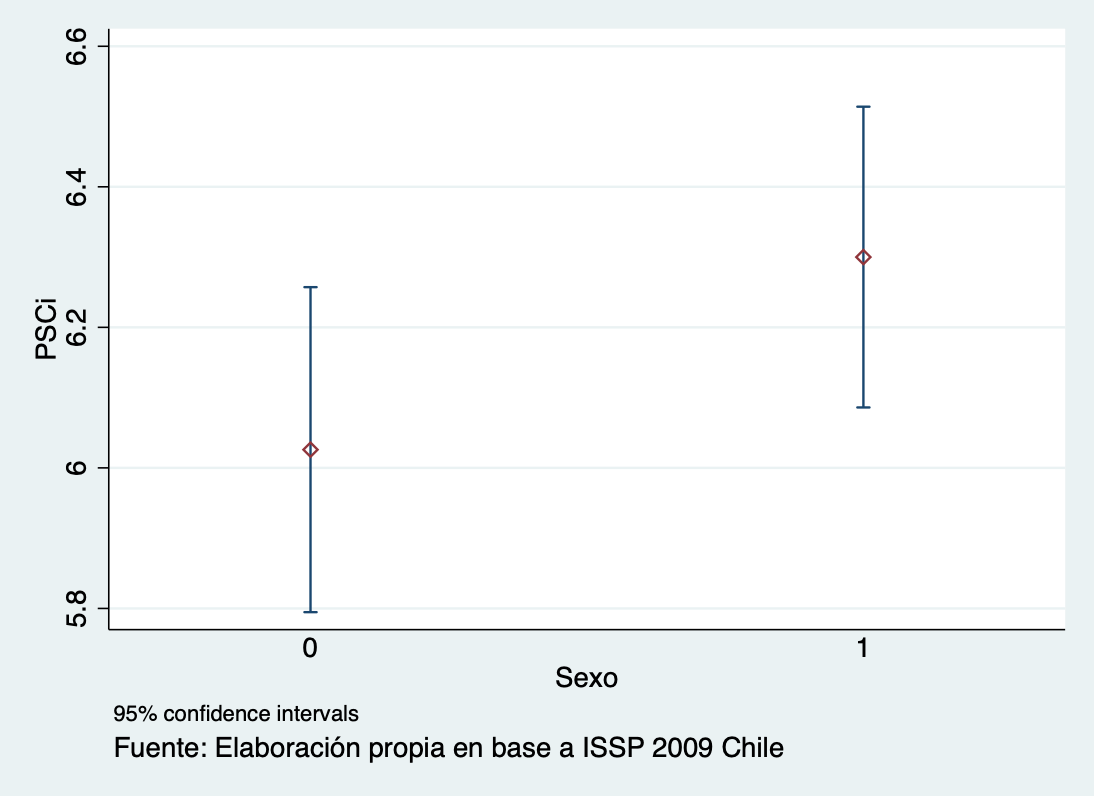 6.6
6.4
6.2
6
5.8
PSCi
0 1
Sexo
95% confidence intervals
Fuente: Elaboración propia en base a ISSP 2009 Chile